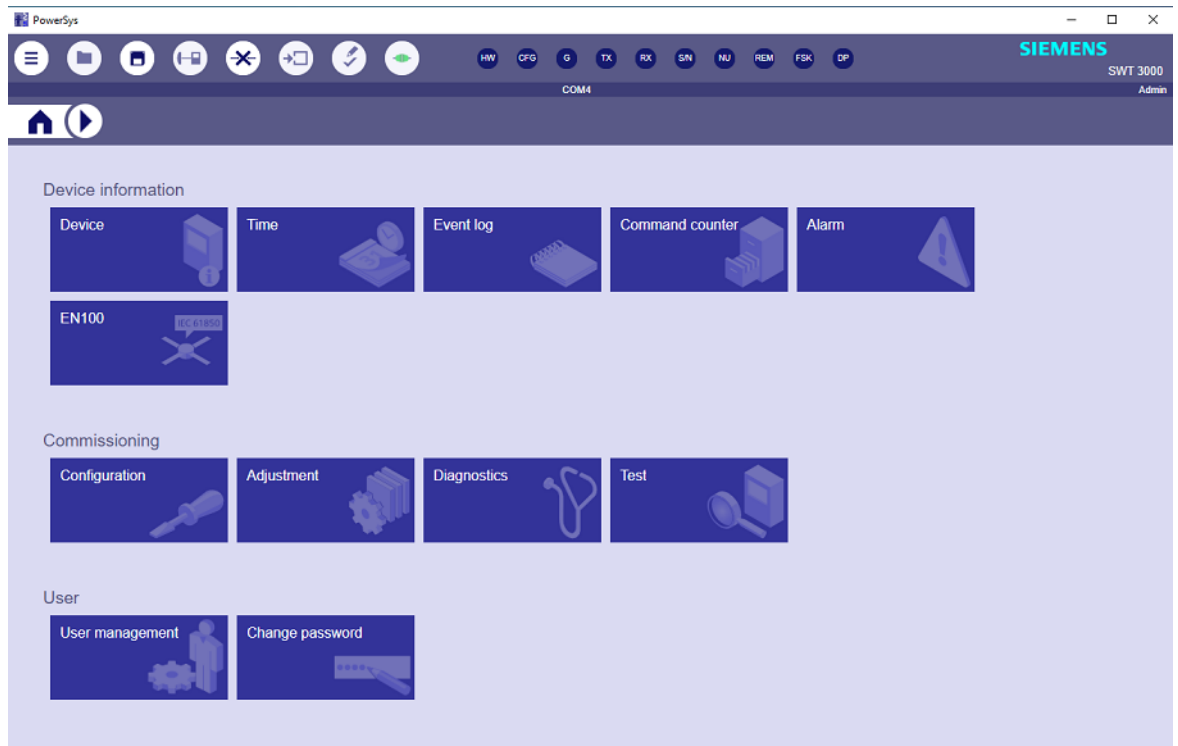 PowerSys
HW CFG G TX RX S/N NU REM FSK DP
SIEMENS
SWT 3000
COM4
Admin
Device information
Device
Time
Event log
Command counter
Alarm
EN100
IEC 61850
Commissioning
Configuration
Adjustment
Diagnostics
Test
User
User management
Change password